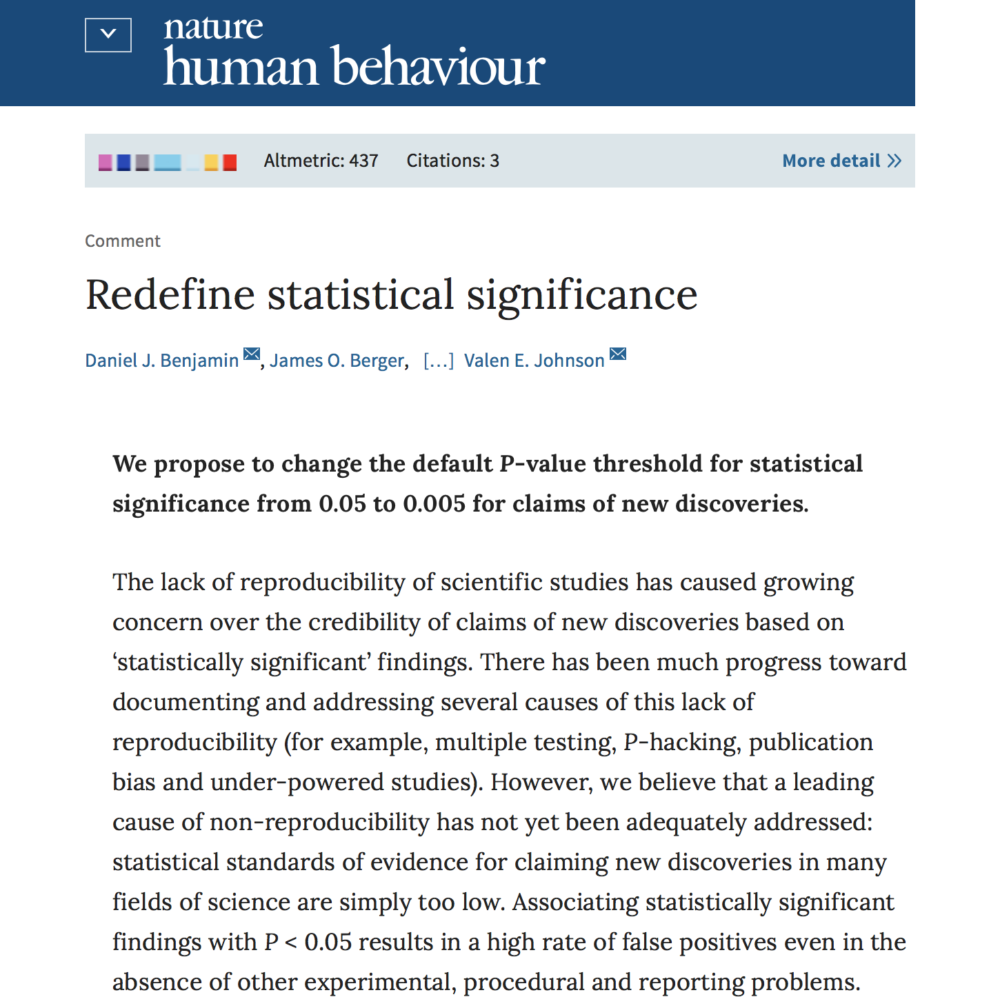 nature
human behaviour
Altmetric: 437 Citations: 3 More detail »
Comment
Redefine statistical significance
Daniel J. Benjamin, James O. Berger, […] Valen E. Johnson
We propose to change the default P-value threshold for statistical
significance from 0.05 to 0.005 for claims of new discoveries.
The lack of reproducibility of scientific studies has caused growing
concern over the credibility of claims of new discoveries based on
‘statistically significant’ findings. There has been much progress toward
documenting and addressing several causes of this lack of
reproducibility (for example, multiple testing, P-hacking, publication
bias and under-powered studies). However, we believe that a leading
cause of non-reproducibility has not yet been adequately addressed:
statistical standards of evidence for claiming new discoveries in many
fields of science are simply too low. Associating statistically significant
findings with P < 0.05 results in a high rate of false positives even in the
absence of other experimental, procedural and reporting problems.